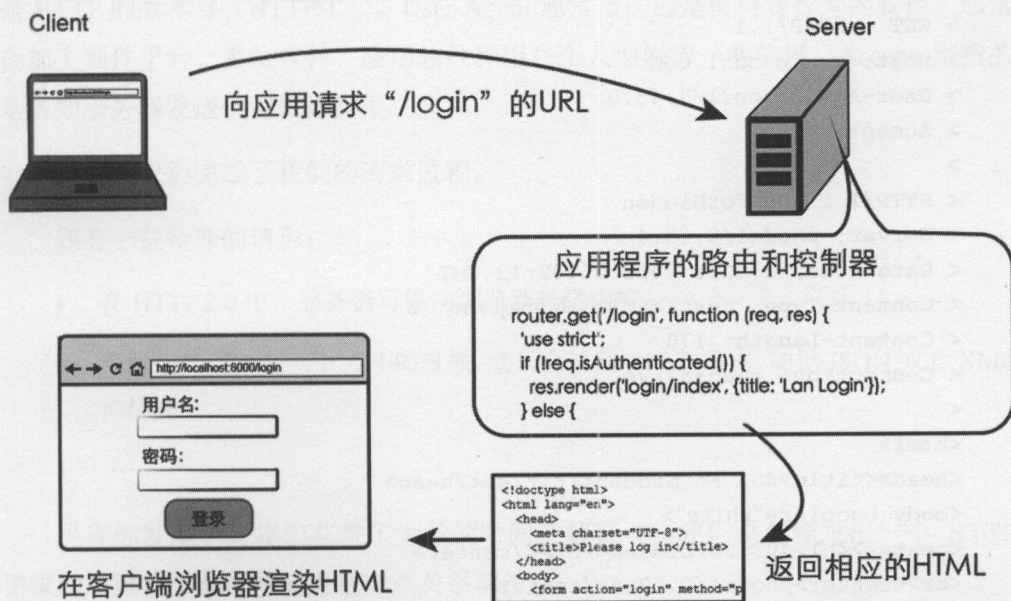 Client
Server
向应用请求“/login”的URL
应用程序的路由和控制器
router.get('/login', function (req, res) {
'use strict';
if (!req.isAuthenticated()) {
res.render('login/index', {title: 'Lan Login'});
} else {
http://localhost:8000/login
用户名:
密码:
登录
<!doctype html>
<html lang="en">
<head>
<meta charset="UTF-8">
<title>Please log in</title>
</head>
<body>
<form action="login" method="p
返回相应的HTML
在客户端浏览器渲染HTML